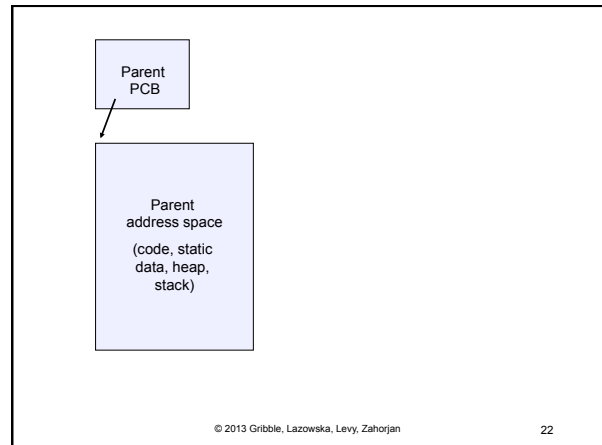 Parent
PCB
Parent
address space
(code, static
data, heap,
stack)
© 2013 Gribble, Lazowska, Levy, Zahorjan
22